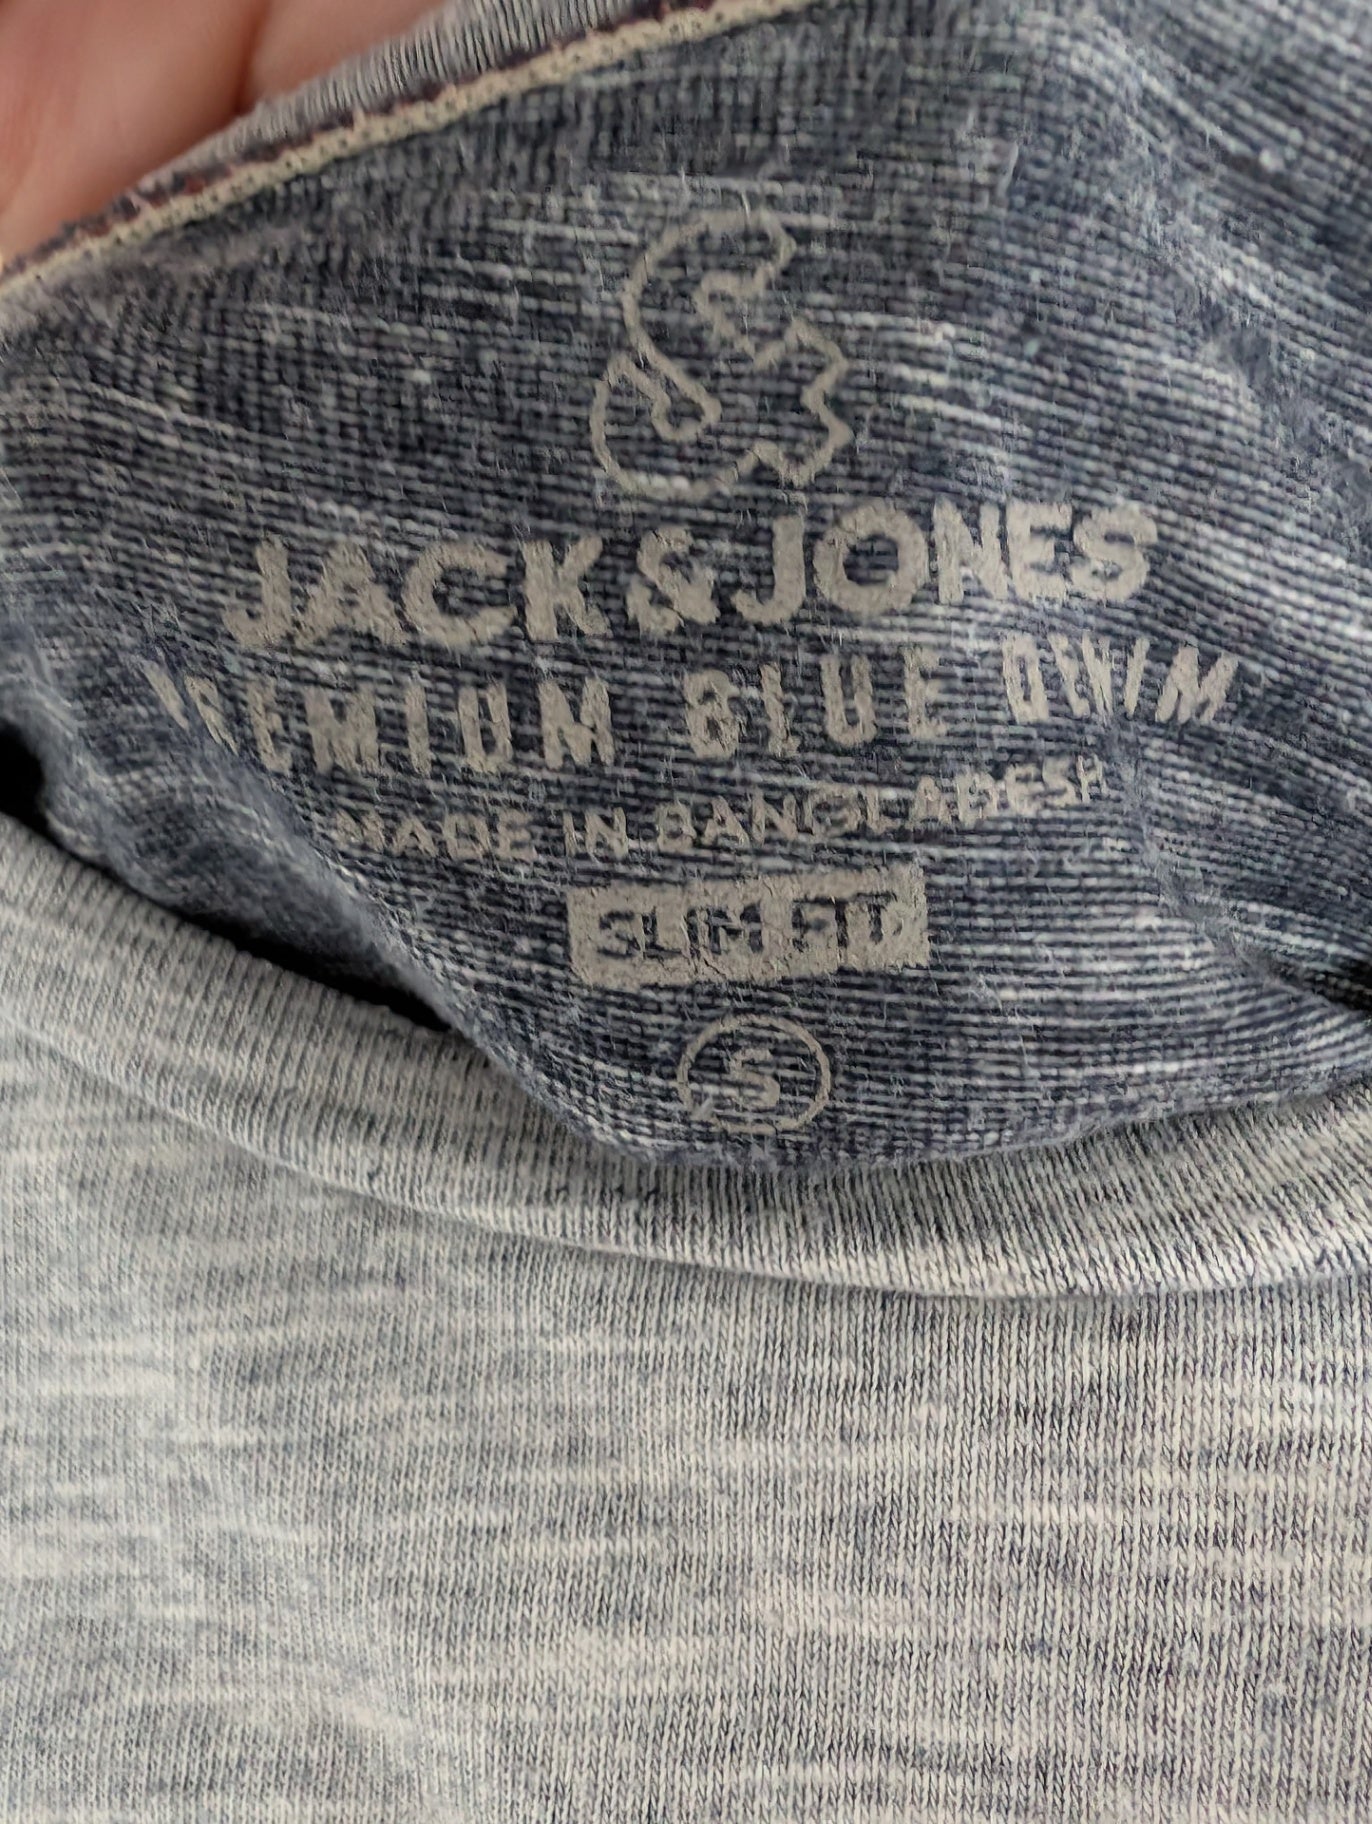 JACK & JONES
PREMIUM BLUE DENIM
MADE IN BANGLADESH
SLIM FIT
S